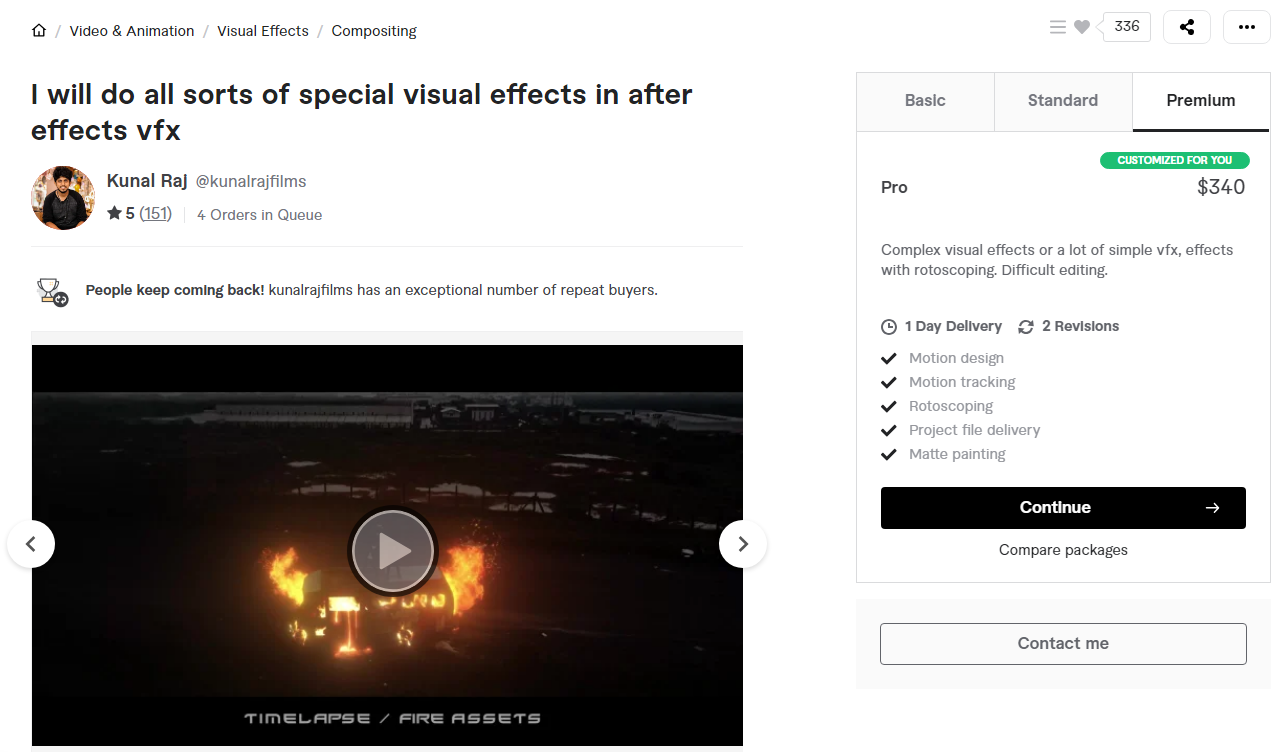 / Video & Animation / Visual Effects / Compositing
336
I will do all sorts of special visual effects in after
effects vfx
Kunal Raj @kunalrajfilms
5 (151) 4 Orders in Queue
People keep coming back! kunalrajfilms has an exceptional number of repeat buyers.
TIMELAPSE / FIRE ASSETS
Basic Standard Premium
CUSTOMIZED FOR YOU
Pro $340
Complex visual effects or a lot of simple vfx, effects
with rotoscoping. Difficult editing.
1 Day Delivery 2 Revisions
Motion design
Motion tracking
Rotoscoping
Project file delivery
Matte painting
Continue
Compare packages
Contact me